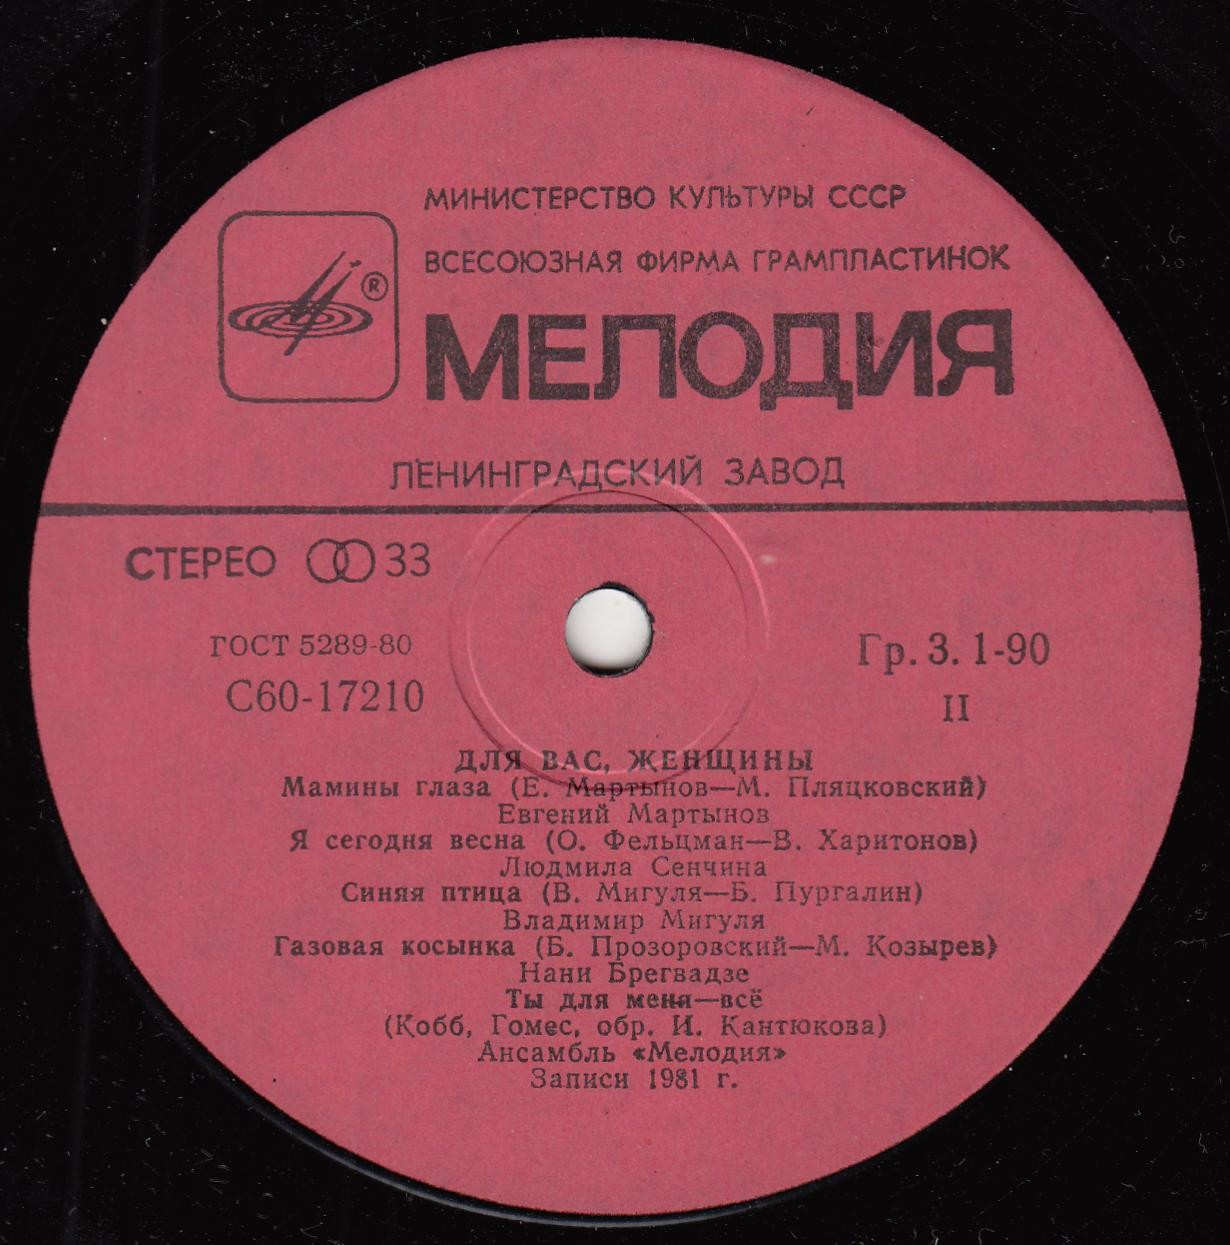 МИНИСТЕРСТВО КУЛЬТУРЫ СССР
ВСЕСОЮЗНАЯ ФИРМА ГРАМПЛАСТИНОК
®
МЕЛОДИЯ
ЛЕНИНГРАДСКИЙ ЗАВОД
СТЕРЕО 33
ГОСТ 5289-80
Гр. 3. 1-90
С60-17210
II
ДЛЯ ВАС, ЖЕНЩИНЫ
Мамины глаза (Е. Мартынов—М. Пляцковский)
Евгений Мартынов
Я сегодня весна (О. Фельцман—В. Харитонов)
Людмила Сенчина
Синяя птица (В. Мигуля—Б. Пургалин)
Владимир Мигуля
Газовая косынка (Б. Прозоровский—М. Козырев)
Нани Брегвадзе
Ты для меня—всё
(Кобб, Гомес, обр. И. Кантюкова)
Ансамбль «Мелодия»
Записи 1981 г.